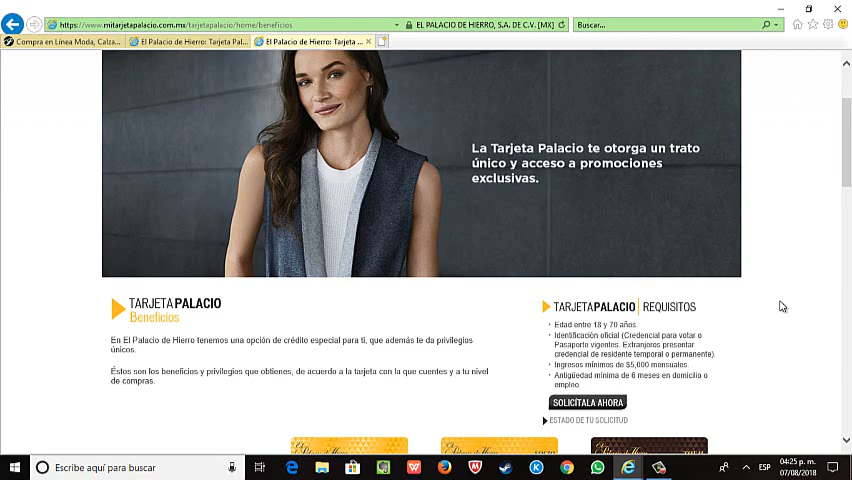 https://www.mitarjetapalacio.com.mx/tarjetapalacio/home/beneficios
EL PALACIO DE HIERRO, S.A. DE C.V. [MX]
Buscar...
Compra en Línea Moda, Calza...
El Palacio de Hierro: Tarjeta Pal...
El Palacio de Hierro: Tarjeta ...
La Tarjeta Palacio te otorga un trato
único y acceso a promociones
exclusivas.
TARJETA PALACIO
Beneficios
En El Palacio de Hierro tenemos una opción de crédito especial para ti, que además te da privilegios
únicos.
Éstos son los beneficios y privilegios que obtienes, de acuerdo a la tarjeta con la que cuentes y a tu nivel
de compras.
TARJETAPALACIO REQUISITOS
Edad entre 18 y 70 años.
Identificación oficial (Credencial para votar o
Pasaporte vigentes. Extranjeros presentar
credencial de residente temporal o permanente).
Ingresos mínimos de $5,000 mensuales.
Antigüedad mínima de 6 meses en domicilio o
empleo.
SOLICÍTALA AHORA
ESTADO DE TU SOLICITUD
Escribe aquí para buscar
ESP
04:25 p. m.
07/08/2018